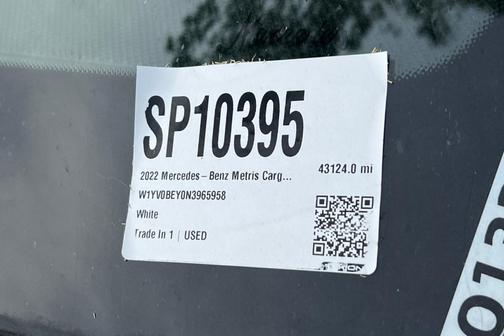 SP10395
2022 Mercedes-Benz Metris Carg... 43124.0 mi
W1YV0BEY0N3965958
White
Trade In 1 | USED